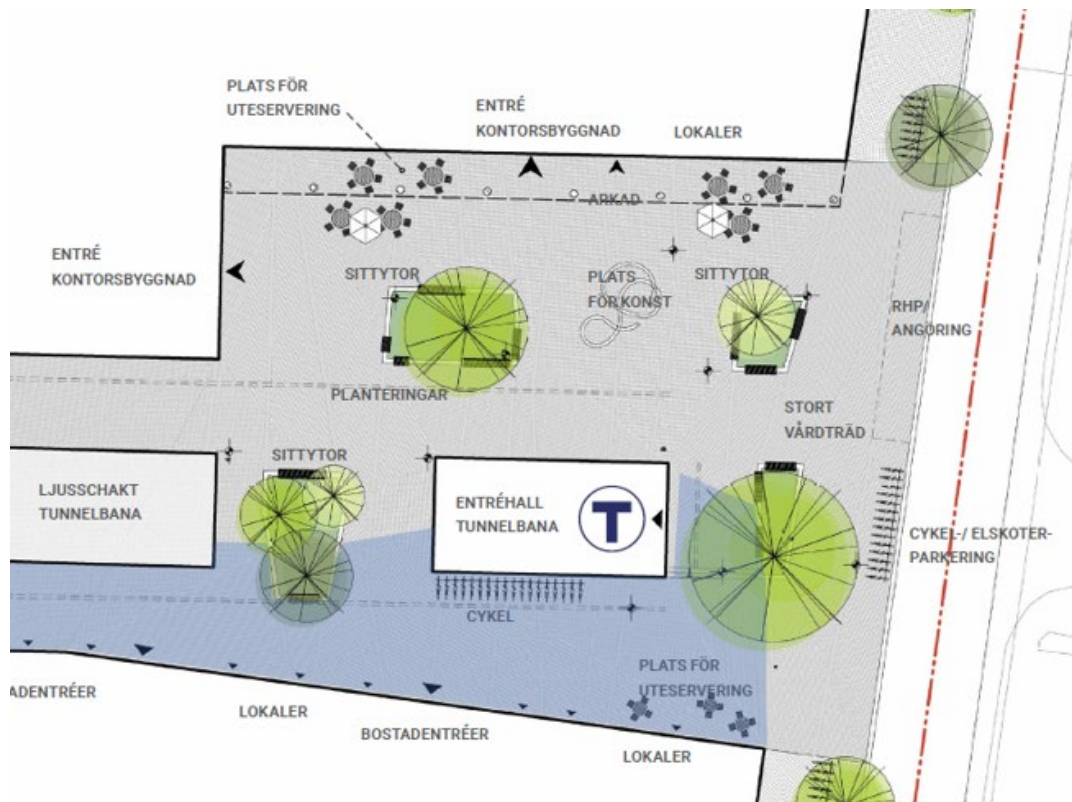 PLATS FÖR
UTESERVERING
ENTRÉ
KONTORSBYGGNAD
LOKALER
ARKAD
ENTRÉ
KONTORSBYGGNAD
SITTYTOR
PLATS
FÖR KONST
SITTYTOR
RHP/
ANGÖRING
PLANTERINGAR
STORT
VÅRDTRÄD
SITTYTOR
LJUSSCHAKT
TUNNELBANA
ENTRÉHALL
TUNNELBANA
T
CYKEL-/ ELSKOTER-
PARKERING
CYKEL
PLATS FÖR
UTESERVERING
ADENTRÉER
LOKALER
BOSTADENTRÉER
LOKALER